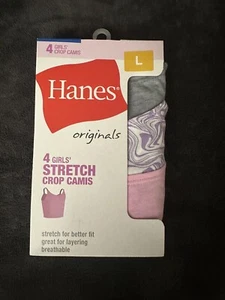 4 GIRLS'
CROP CAMIS
L
Hanes
originals
4 GIRLS'
STRETCH
CROP CAMIS
stretch for better fit
great for layering
breathable